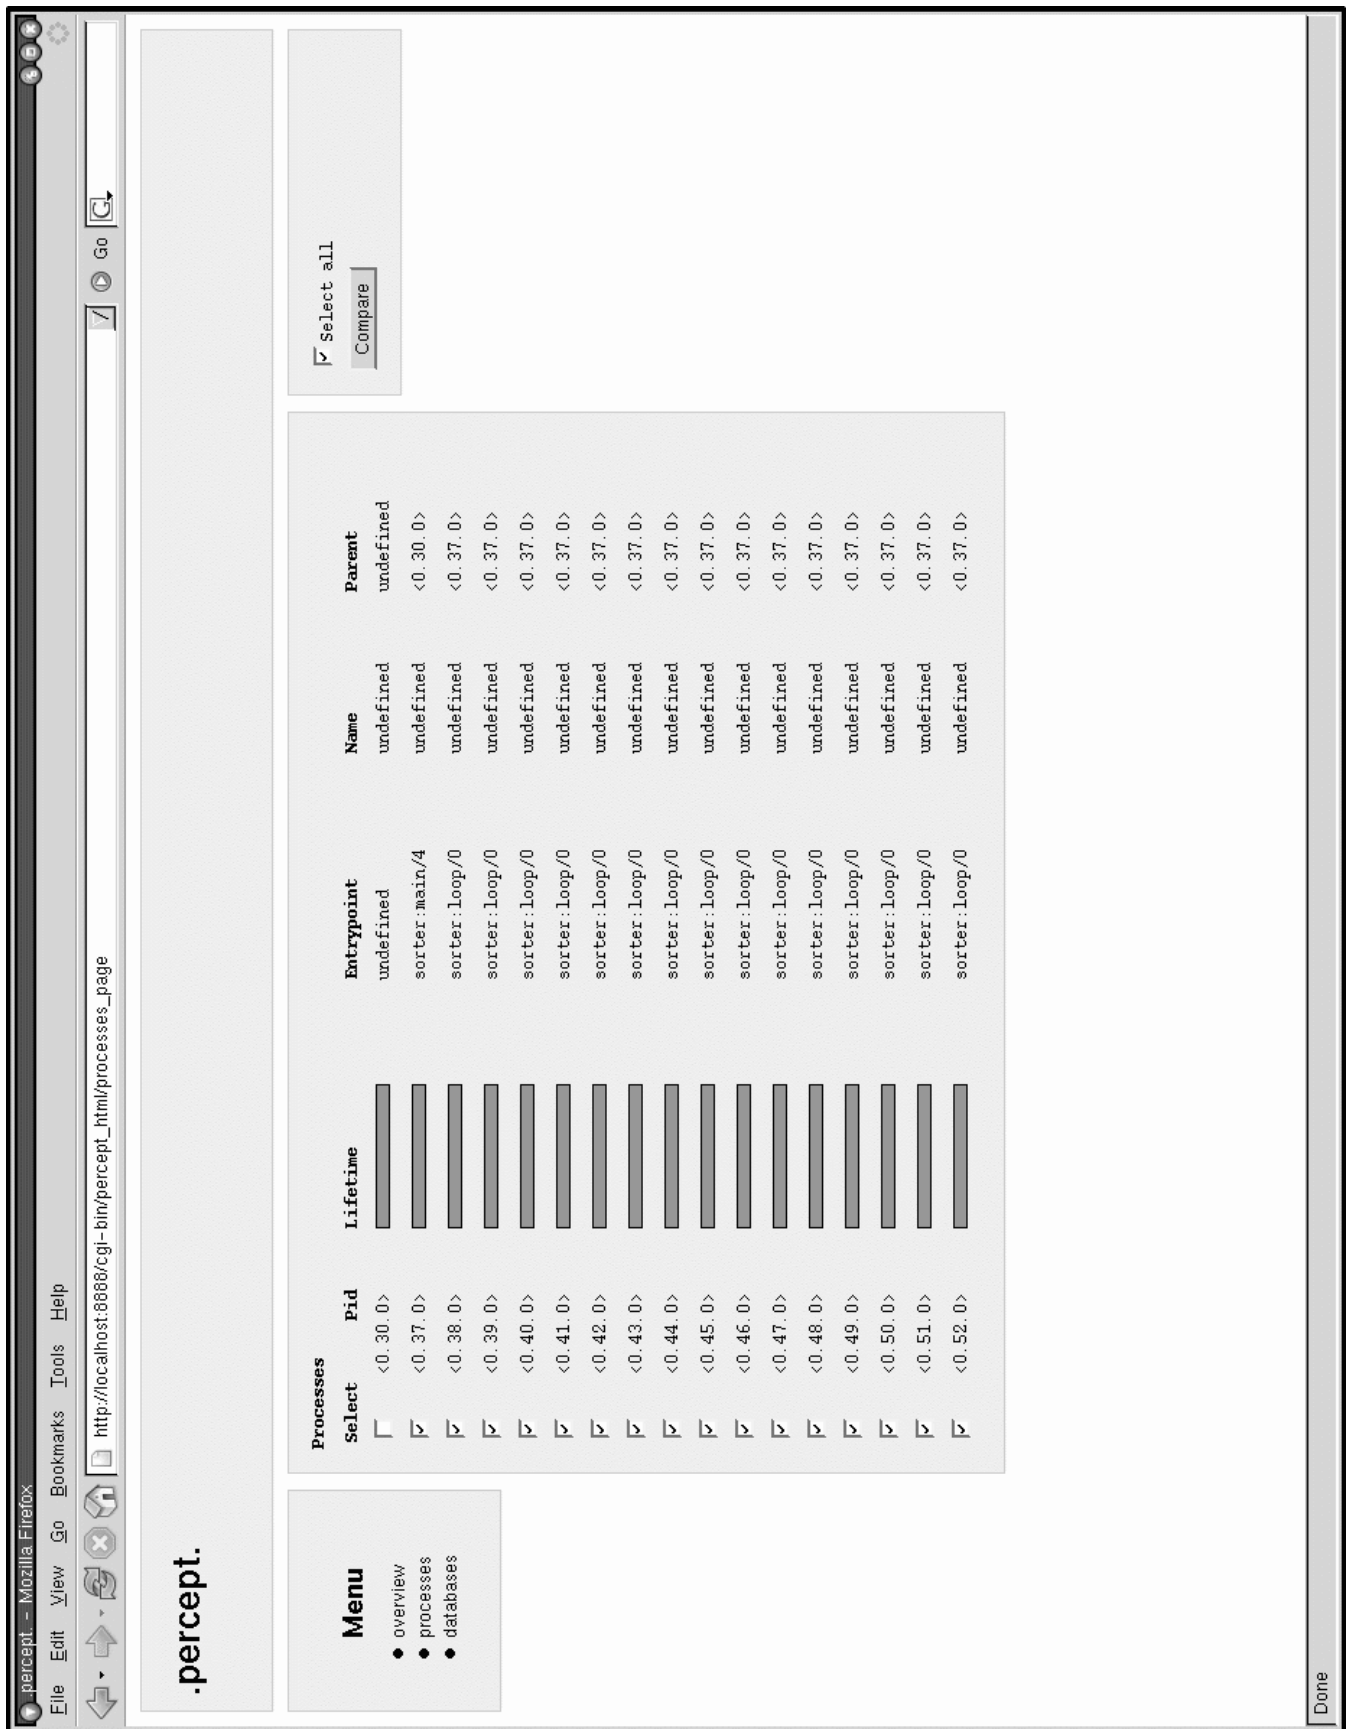 .percept. - Mozilla Firefox
File Edit View Go Bookmarks Tools Help
http://localhost:8888/cgi-bin/percept_html/processes_page Go G
.percept.
Menu
overview
processes
databases
Processes
Select Pid Lifetime Entrypoint Name Parent
<0.30.0> undefined undefined undefined
<0.37.0> sorter:main/4 undefined <0.30.0>
<0.38.0> sorter:loop/0 undefined <0.37.0>
<0.39.0> sorter:loop/0 undefined <0.37.0>
<0.40.0> sorter:loop/0 undefined <0.37.0>
<0.41.0> sorter:loop/0 undefined <0.37.0>
<0.42.0> sorter:loop/0 undefined <0.37.0>
<0.43.0> sorter:loop/0 undefined <0.37.0>
<0.44.0> sorter:loop/0 undefined <0.37.0>
<0.45.0> sorter:loop/0 undefined <0.37.0>
<0.46.0> sorter:loop/0 undefined <0.37.0>
<0.47.0> sorter:loop/0 undefined <0.37.0>
<0.48.0> sorter:loop/0 undefined <0.37.0>
<0.49.0> sorter:loop/0 undefined <0.37.0>
<0.50.0> sorter:loop/0 undefined <0.37.0>
<0.51.0> sorter:loop/0 undefined <0.37.0>
<0.52.0> sorter:loop/0 undefined <0.37.0>
Select all
Compare
Done